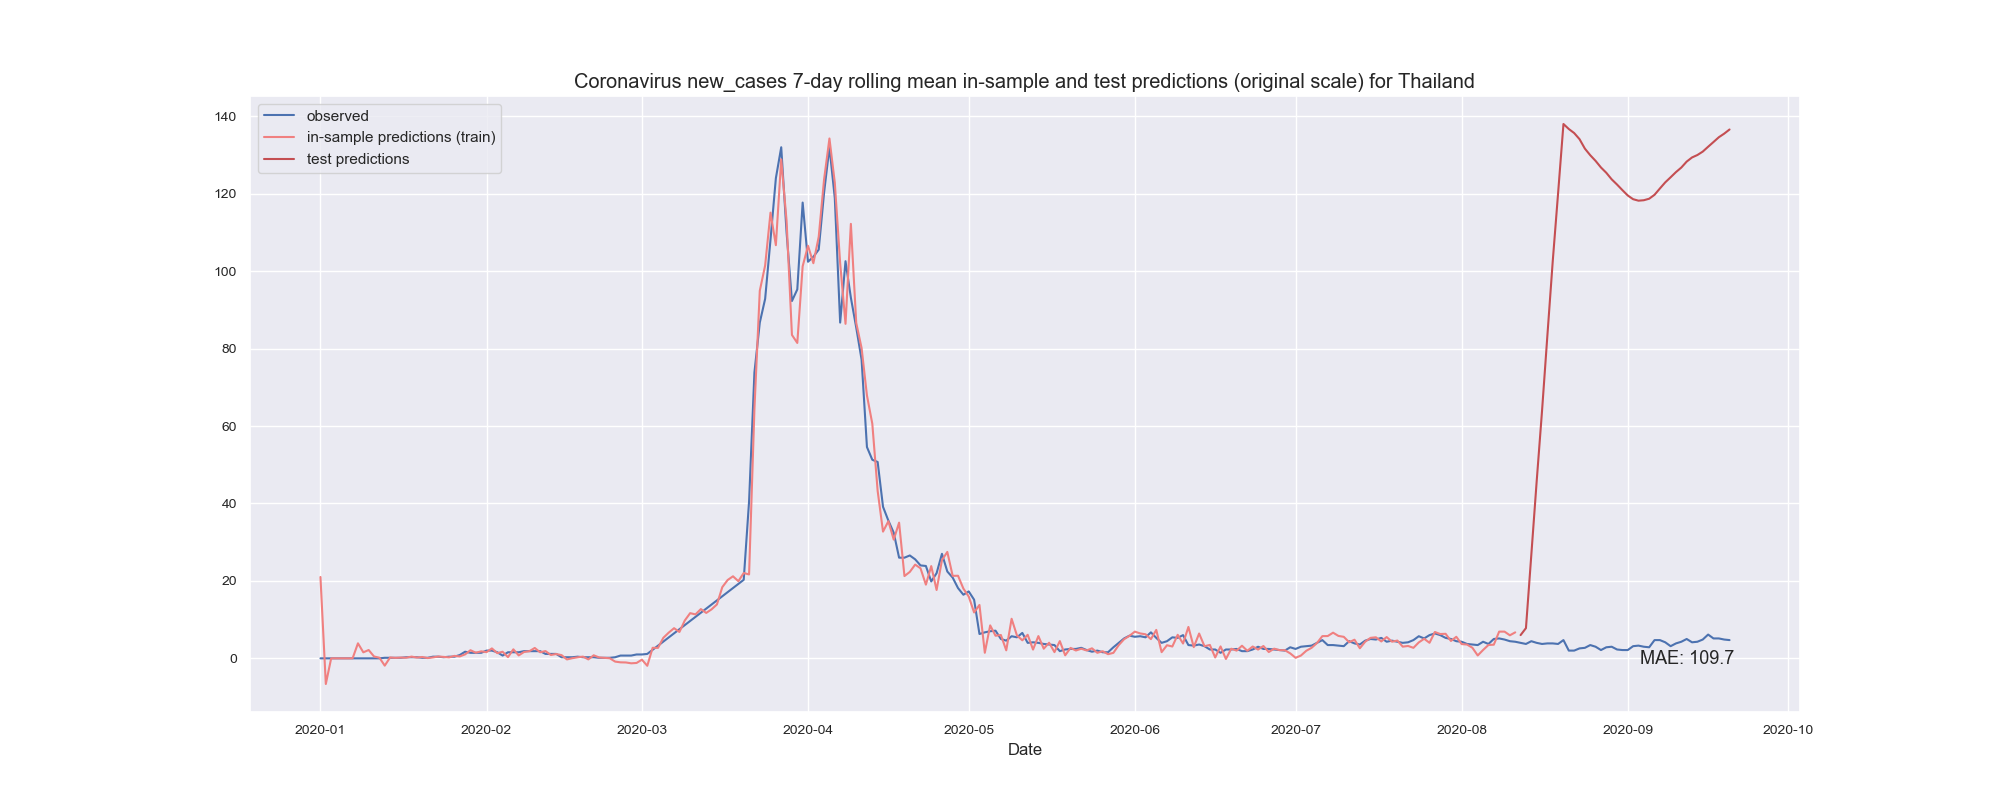 Coronavirus new_cases 7-day rolling mean in-sample and test predictions (original scale) for Thailand
observed
in-sample predictions (train)
test predictions
140
120
100
80
60
40
20
0
MAE: 109.7
2020-01 2020-02 2020-03 2020-04 2020-05 2020-06 2020-07 2020-08 2020-09 2020-10
Date